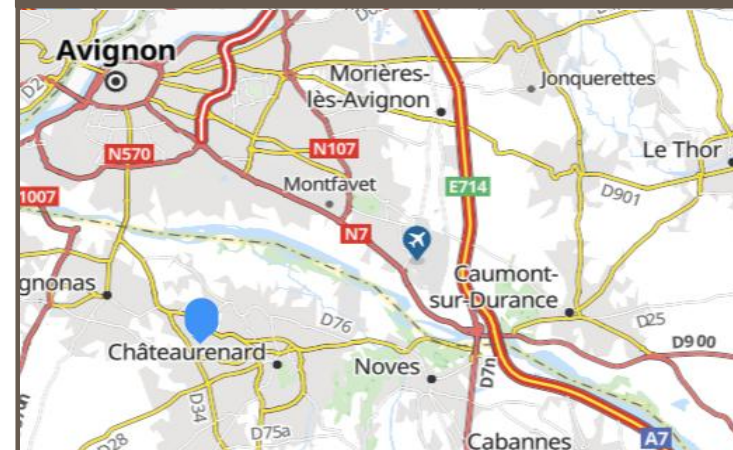 Avignon
Morières-
lès-Avignon
Jonquerettes
N570
N107
Le Thor
Montfavet
E714
D901
1007
N7
Caumont-
sur-Durance
gnonas
D76
D25
Châteaurenard
D900
Noves
D7n
D34
D28
D75a
Cabannes
A7